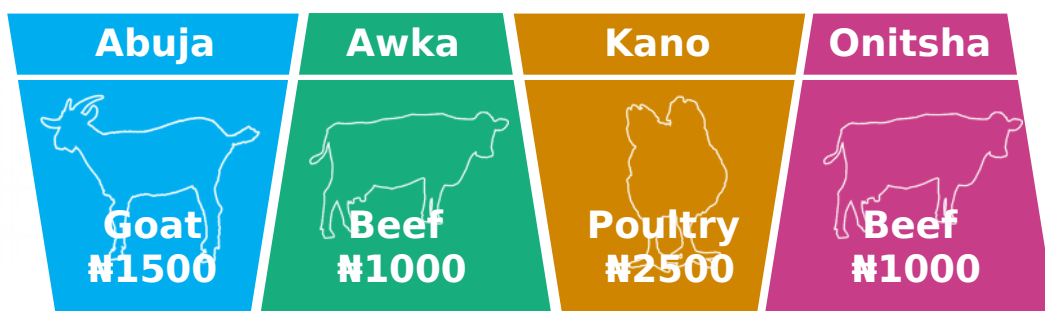 Abuja
Awka
Kano
Onitsha
Goat
₦1500
Beef
₦1000
Poultry
₦2500
Beef
₦1000